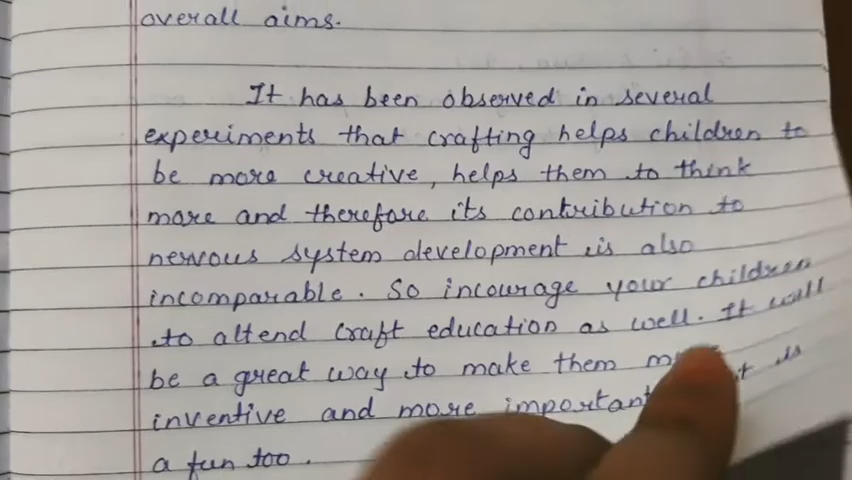 overall aims.
It has been observed in several
experiments that crafting helps children to
be more creative, helps them to think
more and therefore its contribution to
nervous system development is also
incomparable. So incourage your children
to attend craft education as well. It will
be a great way to make them is
inventive and more important
a fun too.